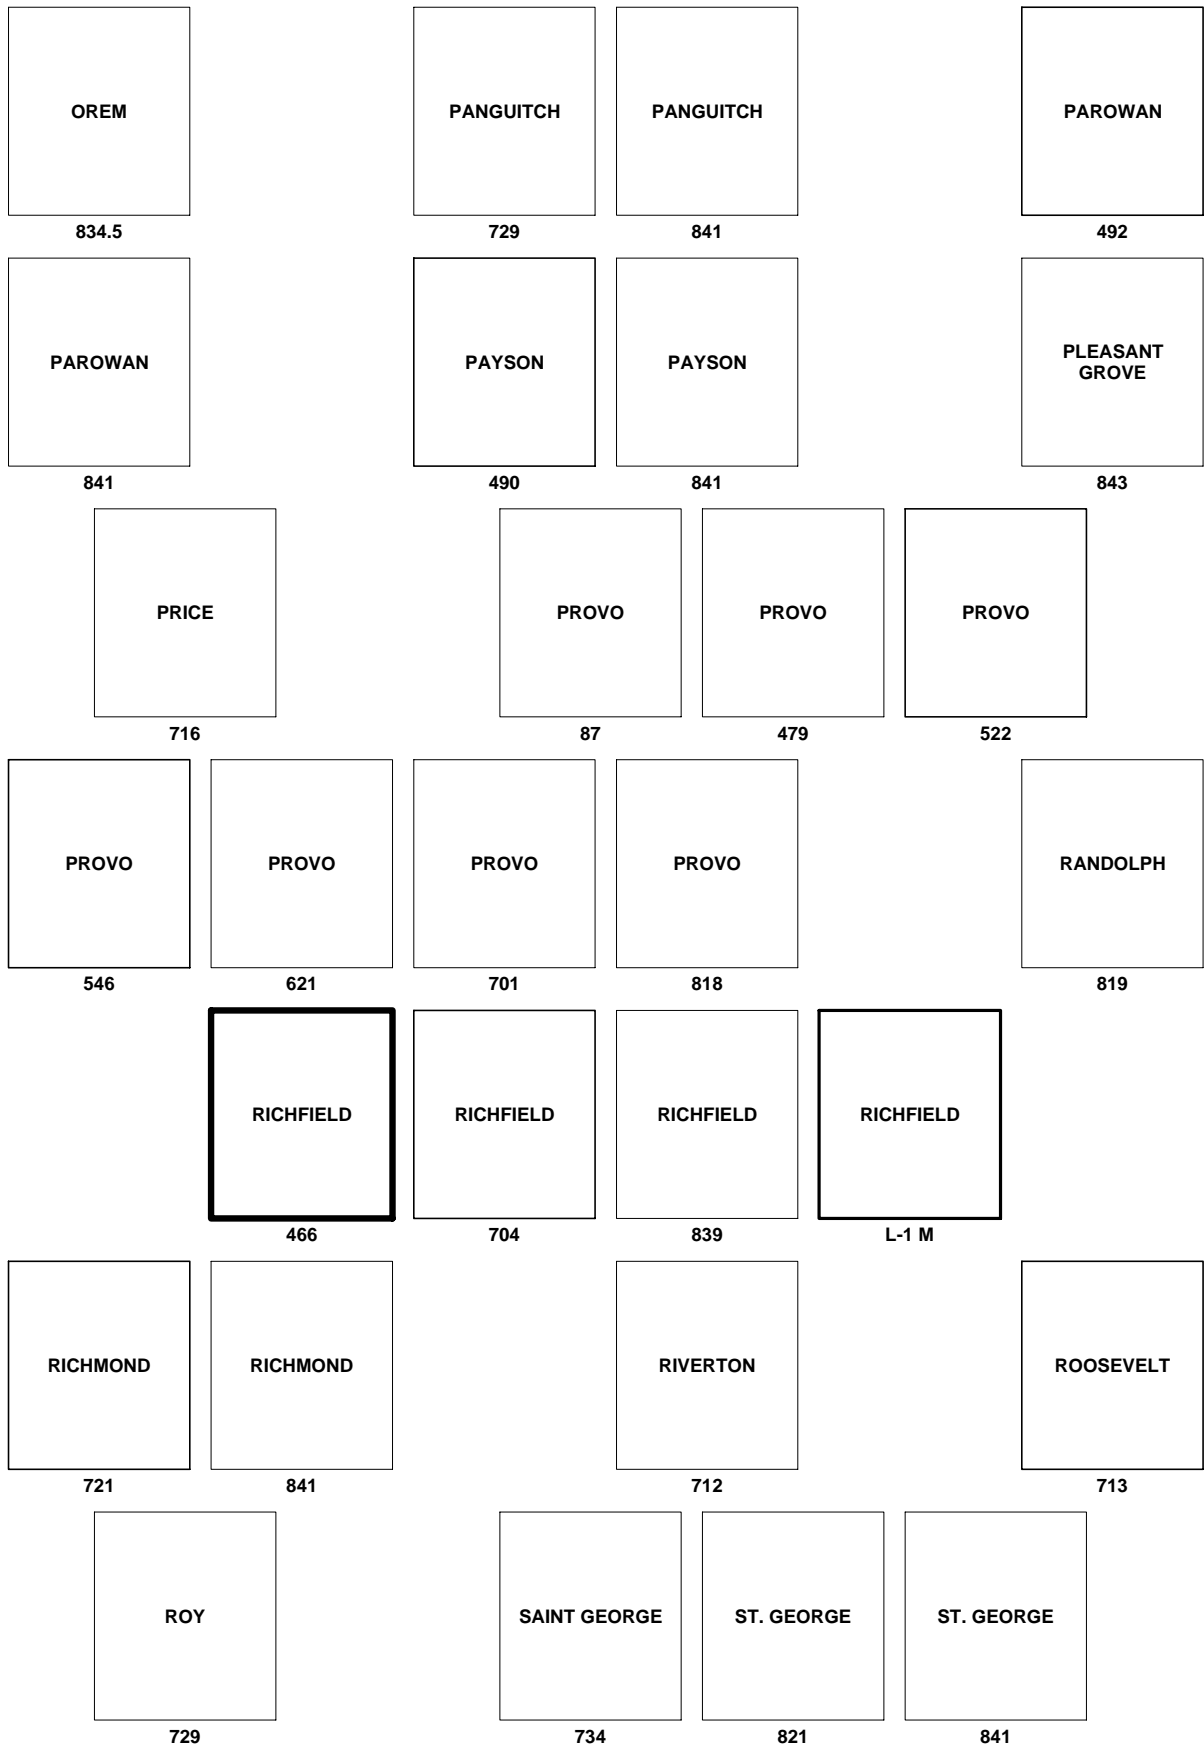 OREM
PANGUITCH
PANGUITCH
PAROWAN
834.5
729
841
492
PAROWAN
PAYSON
PAYSON
PLEASANT
GROVE
841
490
841
843
PRICE
PROVO
PROVO
PROVO
716
87
479
522
PROVO
PROVO
PROVO
PROVO
RANDOLPH
546
621
701
818
819
RICHFIELD
RICHFIELD
RICHFIELD
RICHFIELD
466
704
839
L-1 M
RICHMOND
RICHMOND
RIVERTON
ROOSEVELT
721
841
712
713
ROY
SAINT GEORGE
ST. GEORGE
ST. GEORGE
729
734
821
841